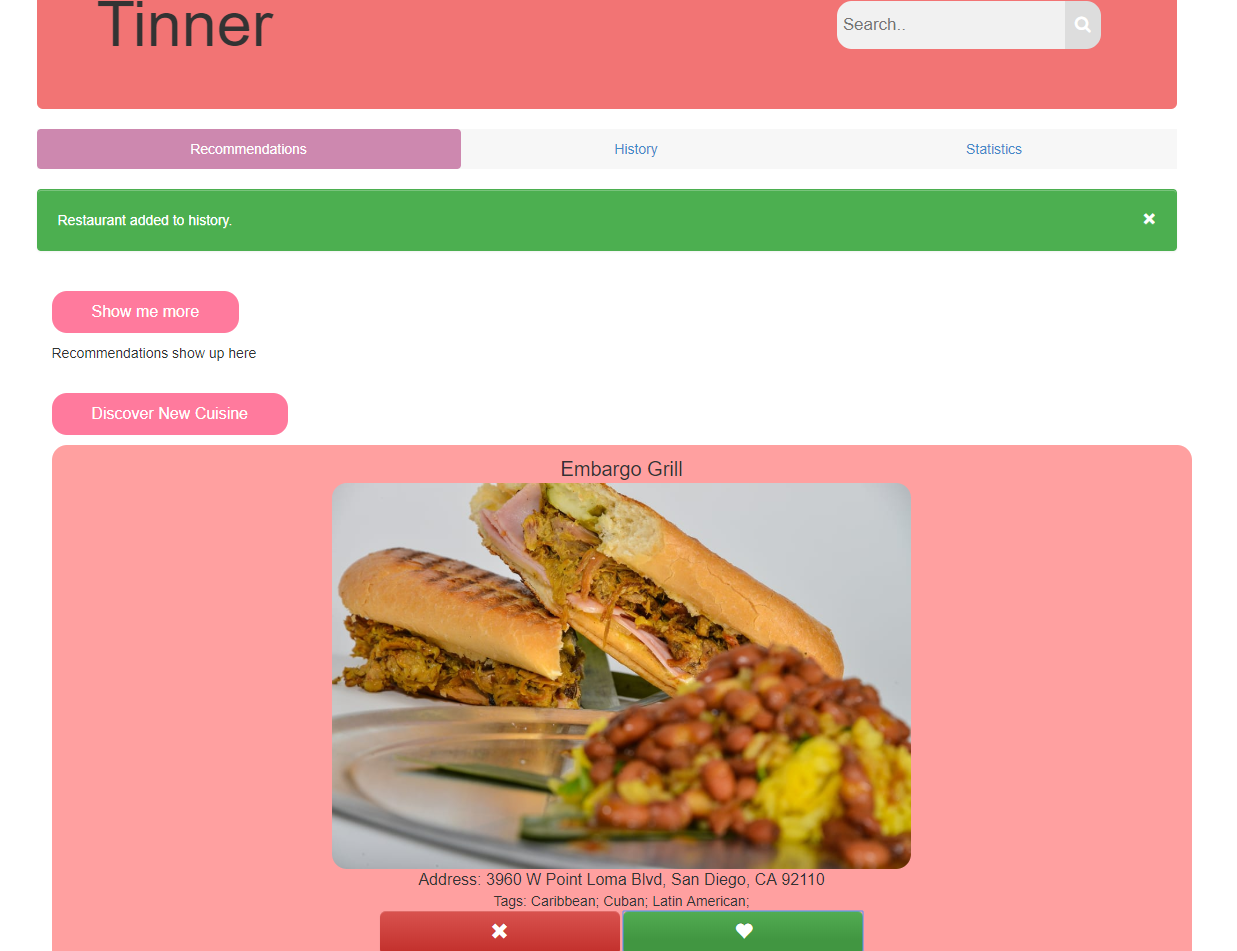 Tinner
Search..
Recommendations
History
Statistics
Restaurant added to history.
Show me more
Recommendations show up here
Discover New Cuisine
Embargo Grill
Address: 3960 W Point Loma Blvd, San Diego, CA 92110
Tags: Caribbean; Cuban; Latin American;